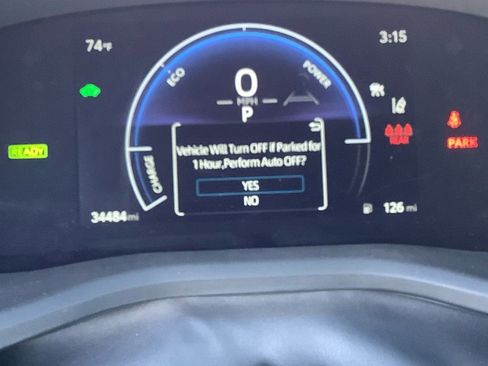 74°F
3:15
ECO
POWER
0
MPH
P
READY
REAR
PARK
Vehicle Will Turn OFF if Parked for
1 Hour,Perform Auto OFF?
YES
NO
CHARGE
34484 mi
126 mi